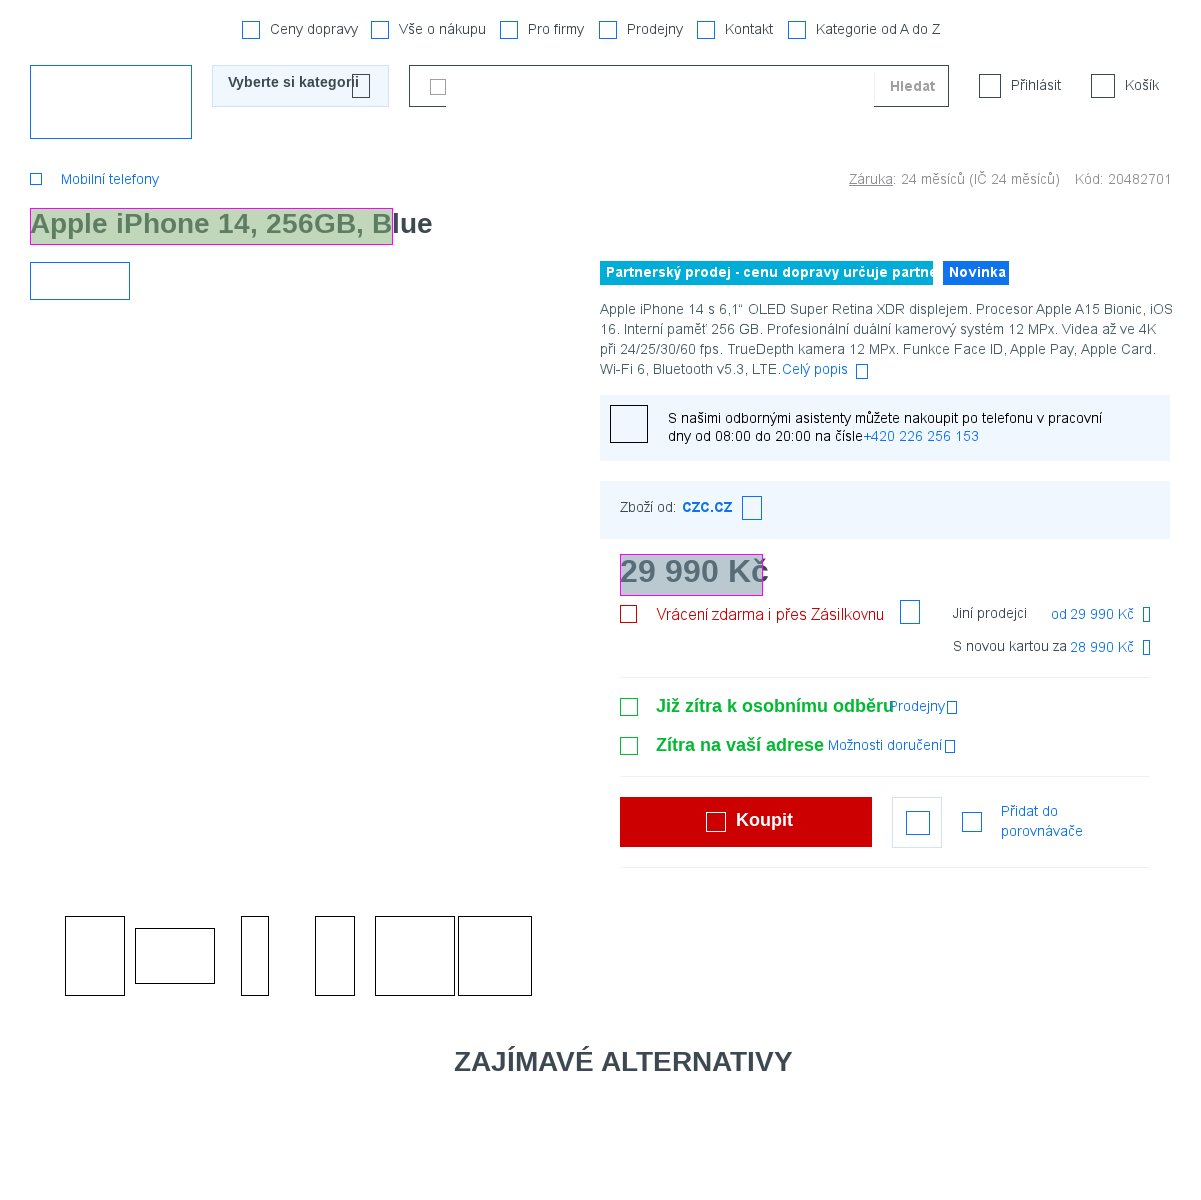 Ceny dopravy Vše o nákupu Pro firmy Prodejny Kontakt Kategorie od A do Z
Vyberte si kategorii Hledat Přihlásit Košík
Mobilní telefony Záruka: 24 měsíců (IČ 24 měsíců) Kód: 20482701
Apple iPhone 14, 256GB, Blue
Partnerský prodej - cenu dopravy určuje partne Novinka
Apple iPhone 14 s 6,1“ OLED Super Retina XDR displejem. Procesor Apple A15 Bionic, iOS
16. Interní paměť 256 GB. Profesionální duální kamerový systém 12 MPx. Videa až ve 4K
při 24/25/30/60 fps. TrueDepth kamera 12 MPx. Funkce Face ID, Apple Pay, Apple Card.
Wi-Fi 6, Bluetooth v5.3, LTE.Celý popis
S našimi odbornými asistenty můžete nakoupit po telefonu v pracovní
dny od 08:00 do 20:00 na čísle+420 226 256 153
Zboží od: czc.cz
29 990 Kč
Vrácení zdarma i přes Zásilkovnu Jiní prodejci od 29 990 Kč
S novou kartou za 28 990 Kč
Již zítra k osobnímu odběru Prodejny
Zítra na vaší adrese Možnosti doručení
Koupit Přidat do
porovnávače
ZAJÍMAVÉ ALTERNATIVY